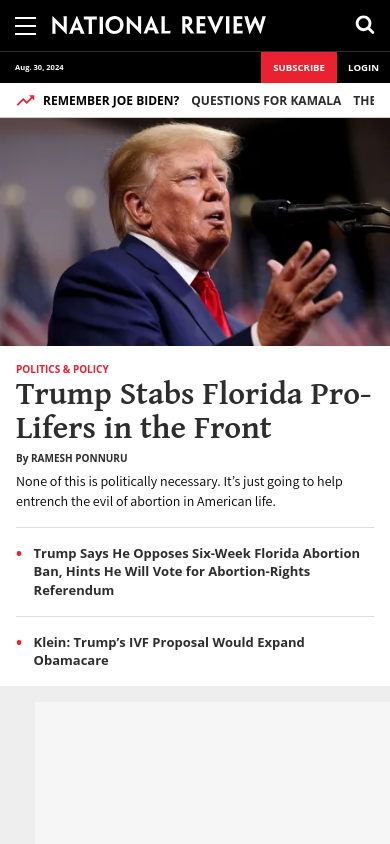 NATIONAL REVIEW
Aug. 30, 2024
SUBSCRIBE
LOGIN
REMEMBER JOE BIDEN? QUESTIONS FOR KAMALA THE
POLITICS & POLICY
Trump Stabs Florida Pro-
Lifers in the Front
By RAMESH PONNURU
None of this is politically necessary. It’s just going to help
entrench the evil of abortion in American life.
Trump Says He Opposes Six-Week Florida Abortion
Ban, Hints He Will Vote for Abortion-Rights
Referendum
Klein: Trump’s IVF Proposal Would Expand
Obamacare